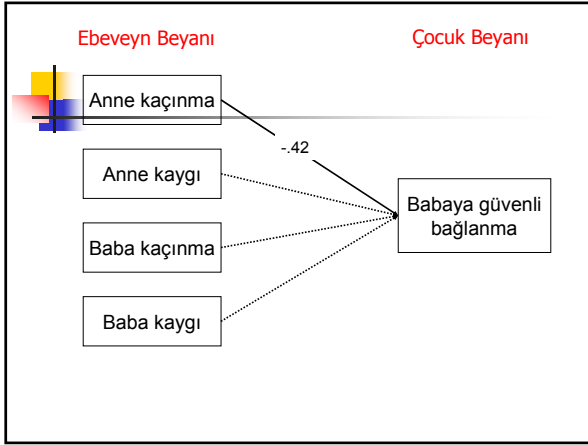 Ebeveyn Beyanı
Çocuk Beyanı
Anne kaçınma
-.42
Anne kaygı
Babaya güvenli
bağlanma
Baba kaçınma
Baba kaygı